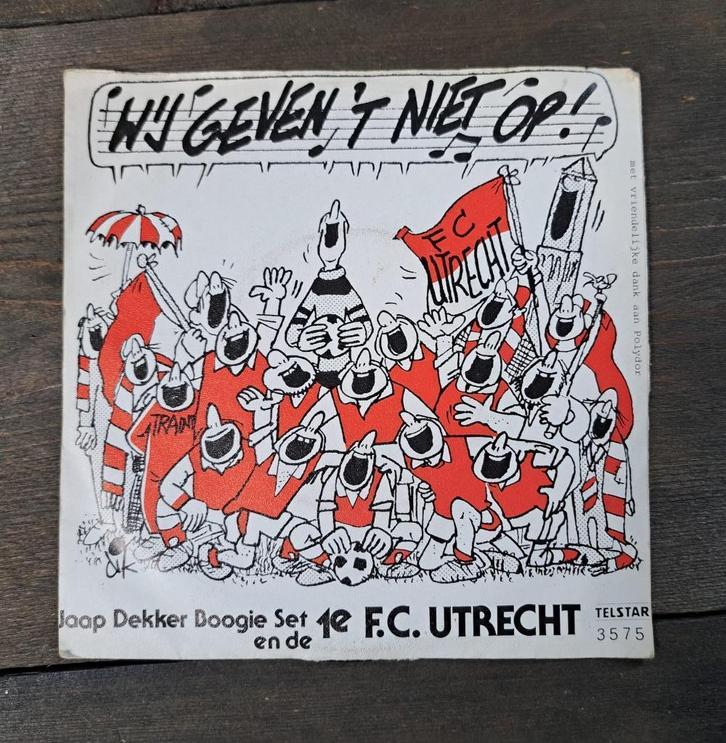 WIJ GEVEN 'T NIET OP!
met vriendelijke dank aan Polydor
FC
UTRECHT
Jaap Dekker Boogie Set
en de
1e F.C. UTRECHT
TELSTAR
3575